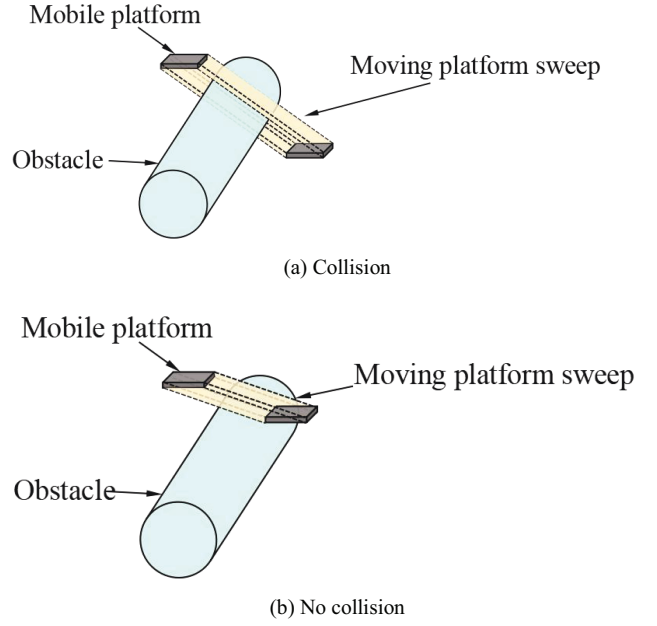 Mobile platform
Moving platform sweep
Obstacle
(a) Collision
Mobile platform
Moving platform sweep
Obstacle
(b) No collision